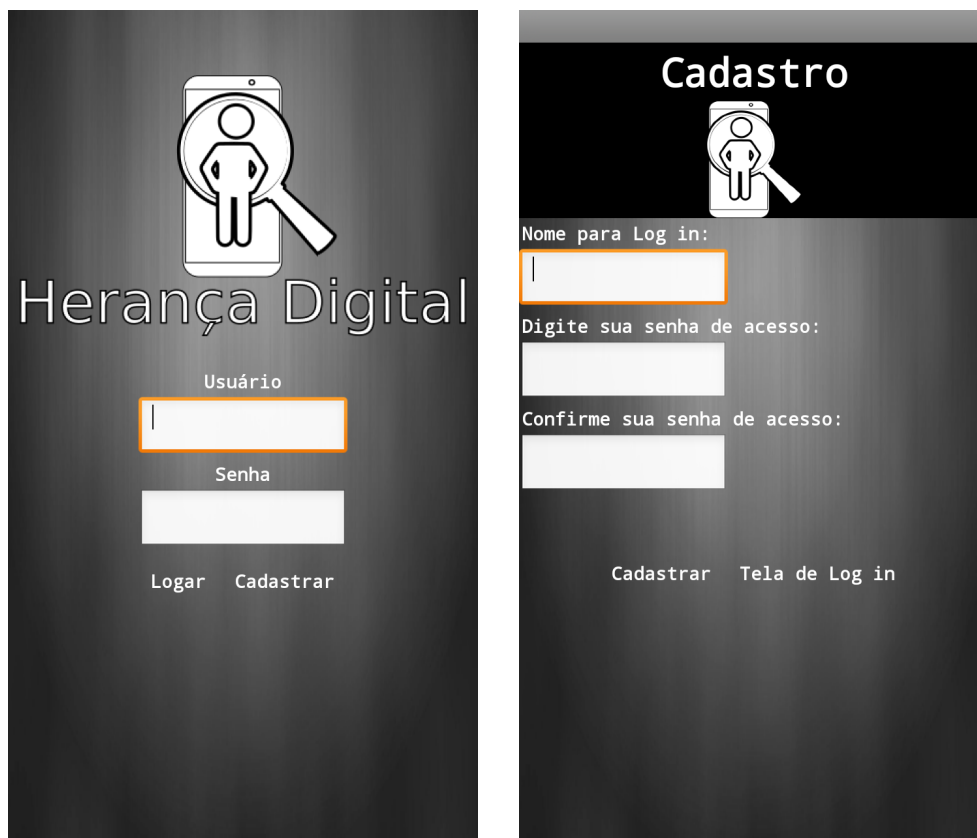 Herança Digital
Usuário
Senha
Logar Cadastrar
Cadastro
Nome para Log in:
Digite sua senha de acesso:
Confirme sua senha de acesso:
Cadastrar Tela de Log in